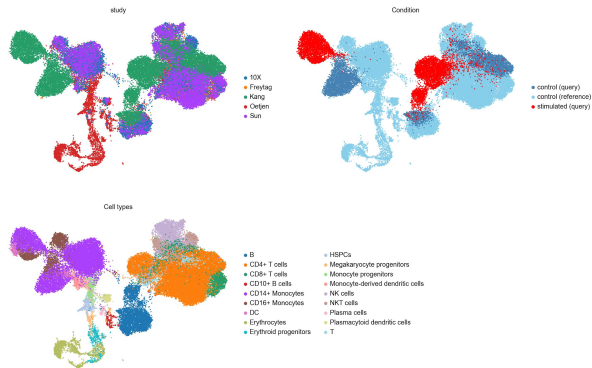 study
10X
Freytag
Kang
Oetjen
Sun
Condition
control (query)
control (reference)
stimulated (query)
Cell types
B
CD4+ T cells
CD8+ T cells
CD10+ B cells
CD14+ Monocytes
CD16+ Monocytes
DC
Erythrocytes
Erythroid progenitors
HSPCs
Megakaryocyte progenitors
Monocyte progenitors
Monocyte-derived dendritic cells
NK cells
NKT cells
Plasma cells
Plasmacytoid dendritic cells
T